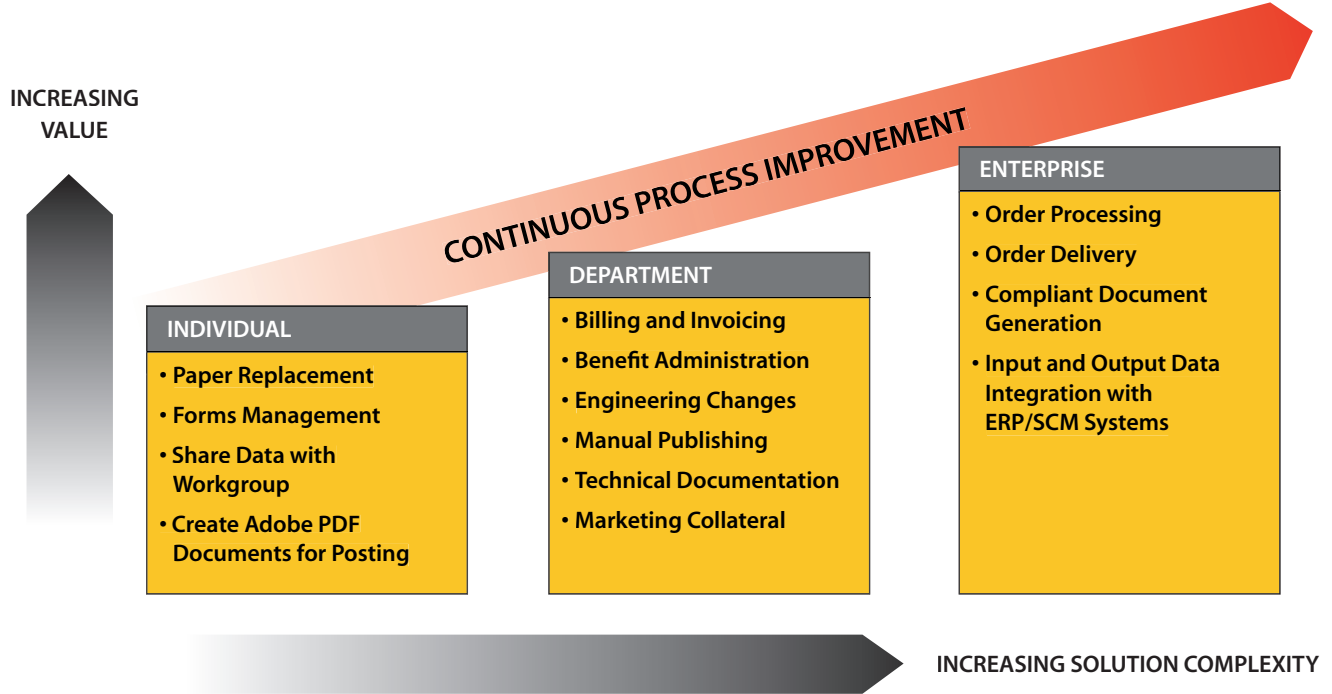 INCREASING
VALUE
CONTINUOUS PROCESS IMPROVEMENT
INDIVIDUAL
• Paper Replacement
• Forms Management
• Share Data with
Workgroup
• Create Adobe PDF
Documents for Posting
DEPARTMENT
• Billing and Invoicing
• Benefit Administration
• Engineering Changes
• Manual Publishing
• Technical Documentation
• Marketing Collateral
ENTERPRISE
• Order Processing
• Order Delivery
• Compliant Document
Generation
• Input and Output Data
Integration with
ERP/SCM Systems
INCREASING SOLUTION COMPLEXITY